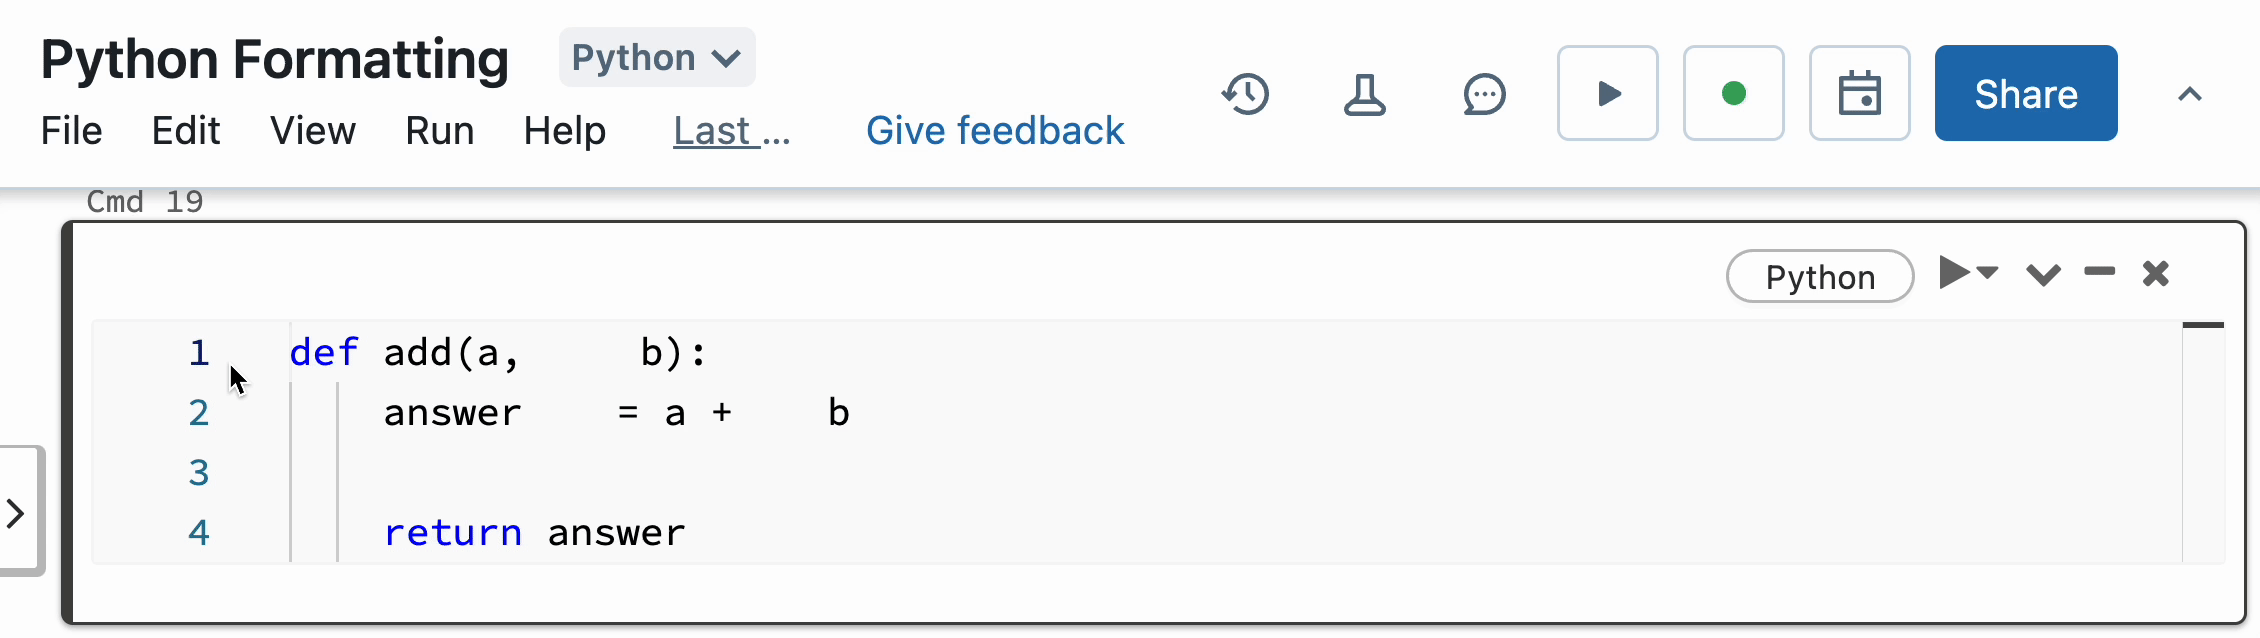 Python Formatting Python
File Edit View Run Help Last ... Give feedback
Share
Cmd 19
Python
1 def add(a,     b):
2     answer    = a +    b
3
4     return answer